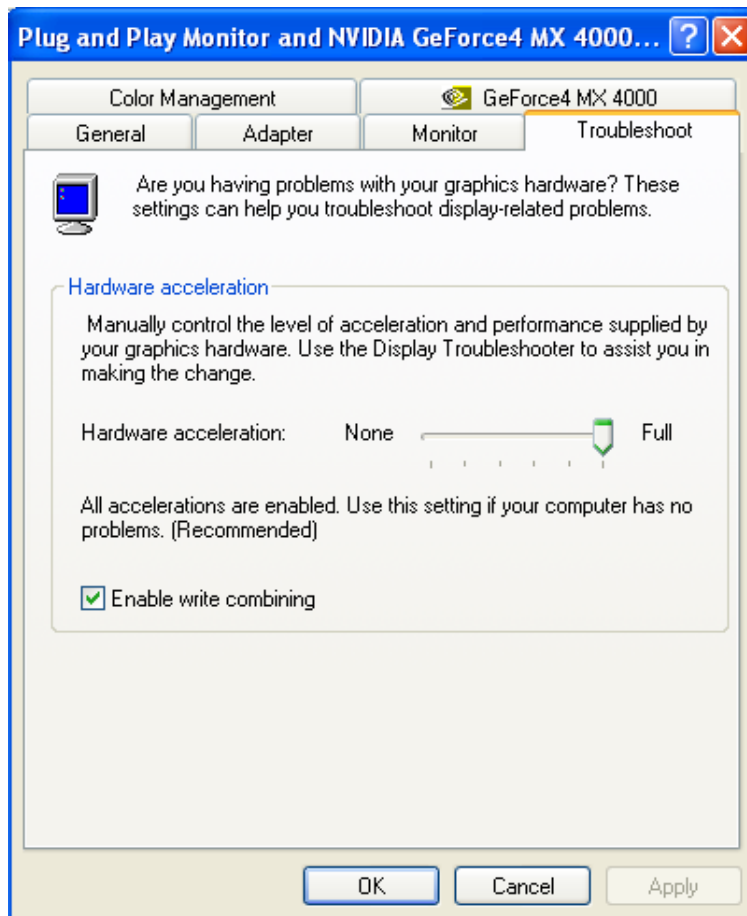 Plug and Play Monitor and NVIDIA GeForce4 MX 4000...
Color Management
GeForce4 MX 4000
General
Adapter
Monitor
Troubleshoot
Are you having problems with your graphics hardware? These
settings can help you troubleshoot display-related problems.
Hardware acceleration
Manually control the level of acceleration and performance supplied by
your graphics hardware. Use the Display Troubleshooter to assist you in
making the change.
Hardware acceleration: None Full
All accelerations are enabled. Use this setting if your computer has no
problems. (Recommended)
Enable write combining
OK
Cancel
Apply